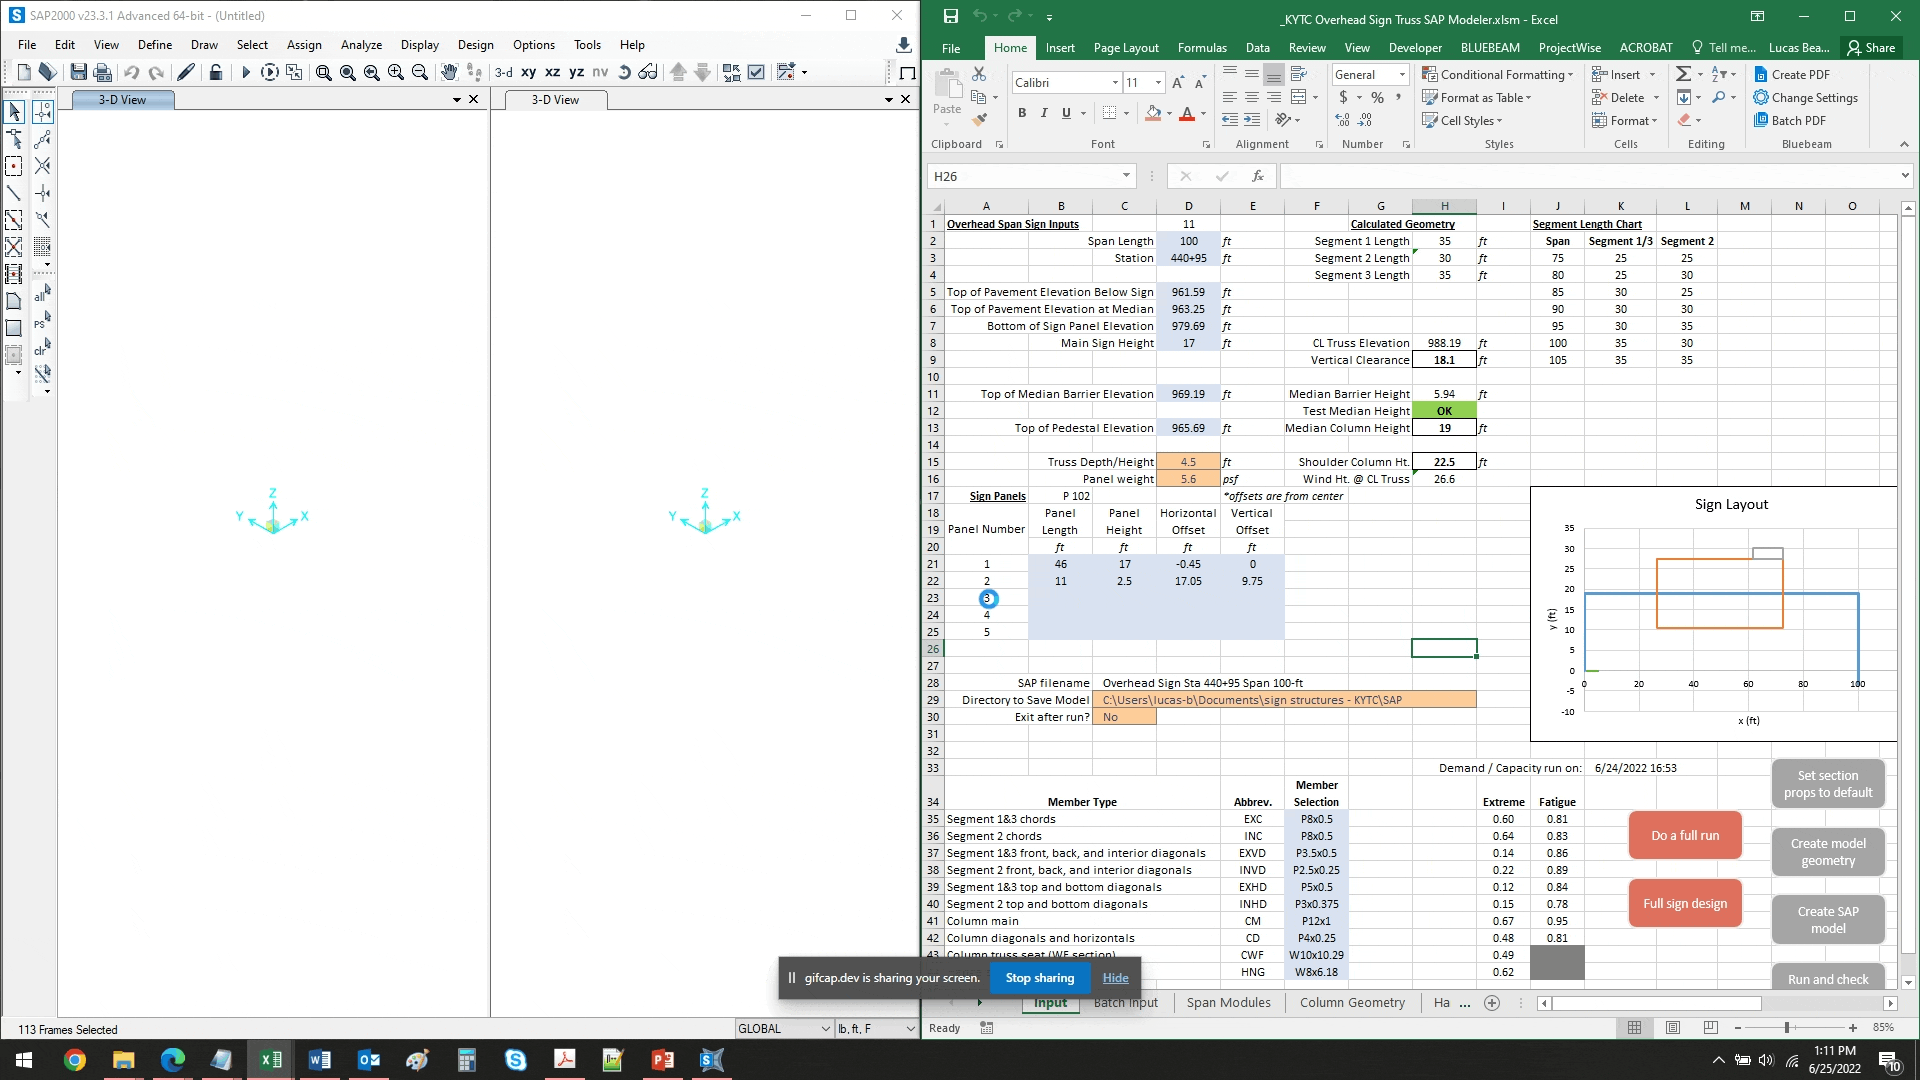 SAP2000 v23.3.1 Advanced 64-bit - (Untitled)
File Edit View Define Draw Select Assign Analyze Display Design Options Tools Help
3-d xy xz yz nv
3-D View
3-D View
all
ps
clr
Z
Y X
Z
Y X
113 Frames Selected
GLOBAL
lb, ft, F
_KYTC Overhead Sign Truss SAP Modeler.xlsm - Excel
File Home Insert Page Layout Formulas Data Review View Developer BLUEBEAM ProjectWise ACROBAT Tell me... Lucas Bea... Share
Paste
Calibri 11
B I U
General
$ % ,
Conditional Formatting
Format as Table
Cell Styles
Insert
Delete
Format
Create PDF
Change Settings
Batch PDF
Clipboard Font Alignment Number Styles Cells Editing Bluebeam
H26
fx
A B C D E F G H I J K L M N O
1 Overhead Span Sign Inputs 11 Calculated Geometry Segment Length Chart
2 Span Length 100 ft Segment 1 Length 35 ft Span Segment 1/3 Segment 2
3 Station 440+95 ft Segment 2 Length 30 ft 75 25 25
4 Segment 3 Length 35 ft 80 25 30
5 Top of Pavement Elevation Below Sign 961.59 ft 85 30 25
6 Top of Pavement Elevation at Median 963.25 ft 90 30 30
7 Bottom of Sign Panel Elevation 979.69 ft 95 30 35
8 Main Sign Height 17 ft CL Truss Elevation 988.19 ft 100 35 30
9 Vertical Clearance 18.1 ft 105 35 35
10
11 Top of Median Barrier Elevation 969.19 ft Median Barrier Height 5.94 ft
12 Test Median Height OK
13 Top of Pedestal Elevation 965.69 ft Median Column Height 19 ft
14
15 Truss Depth/Height 4.5 ft Shoulder Column Ht. 22.5 ft
16 Panel weight 5.6 psf Wind Ht. @ CL Truss 26.6
17 Sign Panels P 102 *offsets are from center
18 Panel Panel Horizontal Vertical
19 Panel Number Length Height Offset Offset
20 ft ft ft ft
21 1 46 17 -0.45 0
22 2 11 2.5 17.05 9.75
23 3
24 4
25 5
26
27
28 SAP filename Overhead Sign Sta 440+95 Span 100-ft
29 Directory to Save Model C:\Users\lucas-b\Documents\sign structures - KYTC\SAP
30 Exit after run? No
31
32
33 Demand / Capacity run on: 6/24/2022 16:53
Member
34 Member Type Abbrev. Selection Extreme Fatigue
35 Segment 1&3 chords EXC P8x0.5 0.60 0.81
36 Segment 2 chords INC P8x0.5 0.64 0.83
37 Segment 1&3 front, back, and interior diagonals EXVD P3.5x0.5 0.14 0.86
38 Segment 2 front, back, and interior diagonals INVD P2.5x0.25 0.22 0.89
39 Segment 1&3 top and bottom diagonals EXHD P5x0.5 0.12 0.84
40 Segment 2 top and bottom diagonals INHD P3x0.375 0.15 0.78
41 Column main CM P12x1 0.67 0.95
42 Column diagonals and horizontals CD P4x0.25 0.48 0.81
43 Column truss seat (WF section) CWF W10x10.29 0.49
HNG W8x6.18 0.62
Sign Layout
35
30
25
20
15
10
5
0
-5
-10
0 20 40 60 80 100
y (ft)
x (ft)
Set section
props to default
Do a full run
Create model
geometry
Full sign design
Create SAP
model
Run and check
gifcap.dev is sharing your screen. Stop sharing Hide
Input Batch Input Span Modules Column Geometry Ha ...
Ready
85%
1:11 PM
6/25/2022
10